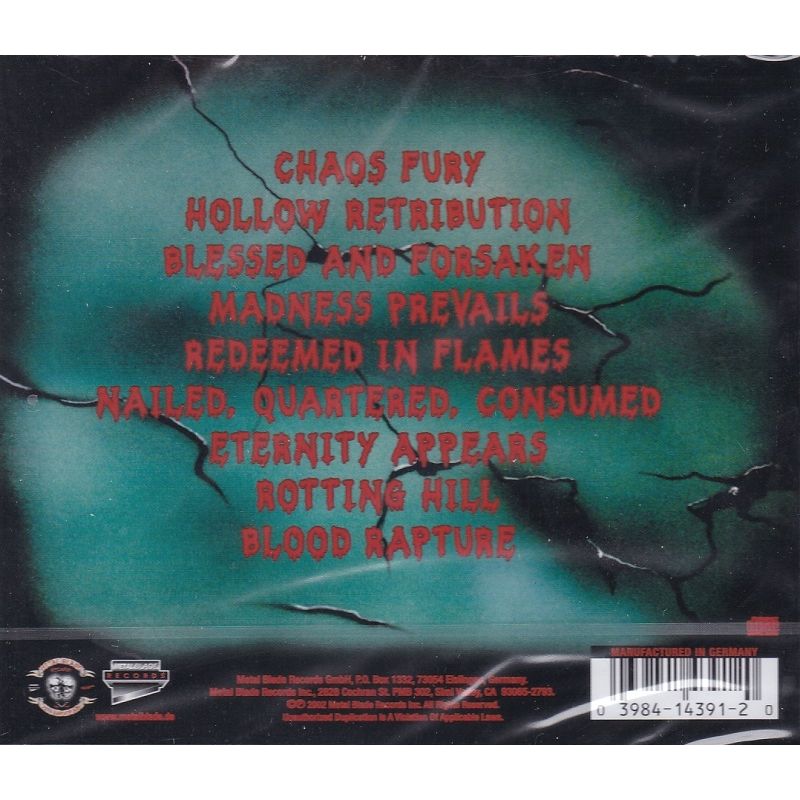 CHAOS FURY
HOLLOW RETRIBUTION
BLESSED AND FORSAKEN
MADNESS PREVAILS
REDEEMED IN FLAMES
NAILED, QUARTERED, CONSUMED
ETERNITY APPEARS
ROTTING HILL
BLOOD RAPTURE
MANUFACTURED IN GERMANY
METAL BLADE
RECORDS
www.metalblade.de
Metal Blade Records GmbH, P.O. Box 1332, 73054 Eislingen, Germany.
Metal Blade Records Inc., 2828 Cochran St. PMB 302, Simi Valley, CA 93065-2793.
©℗ 2002 Metal Blade Records Inc. All Rights Reserved.
Unauthorized Duplication Is A Violation Of Applicable Laws.
0 3984-14391-2 0